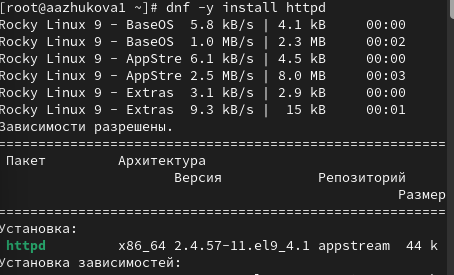 [root@aazhukova1 ~]# dnf -y install httpd
Rocky Linux 9 - BaseOS  5.8 kB/s | 4.1 kB     00:00
Rocky Linux 9 - BaseOS  1.0 MB/s | 2.3 MB     00:02
Rocky Linux 9 - AppStre 6.1 kB/s | 4.5 kB     00:00
Rocky Linux 9 - AppStre 2.5 MB/s | 8.0 MB     00:03
Rocky Linux 9 - Extras  3.1 kB/s | 2.9 kB     00:00
Rocky Linux 9 - Extras  9.3 kB/s |  15 kB     00:01
Зависимости разрешены.
========================================================
Пакет         Архитектура
Версия            Репозиторий
Размер
========================================================
Установка:
httpd         x86_64 2.4.57-11.el9_4.1 appstream  44 k
Установка зависимостей: